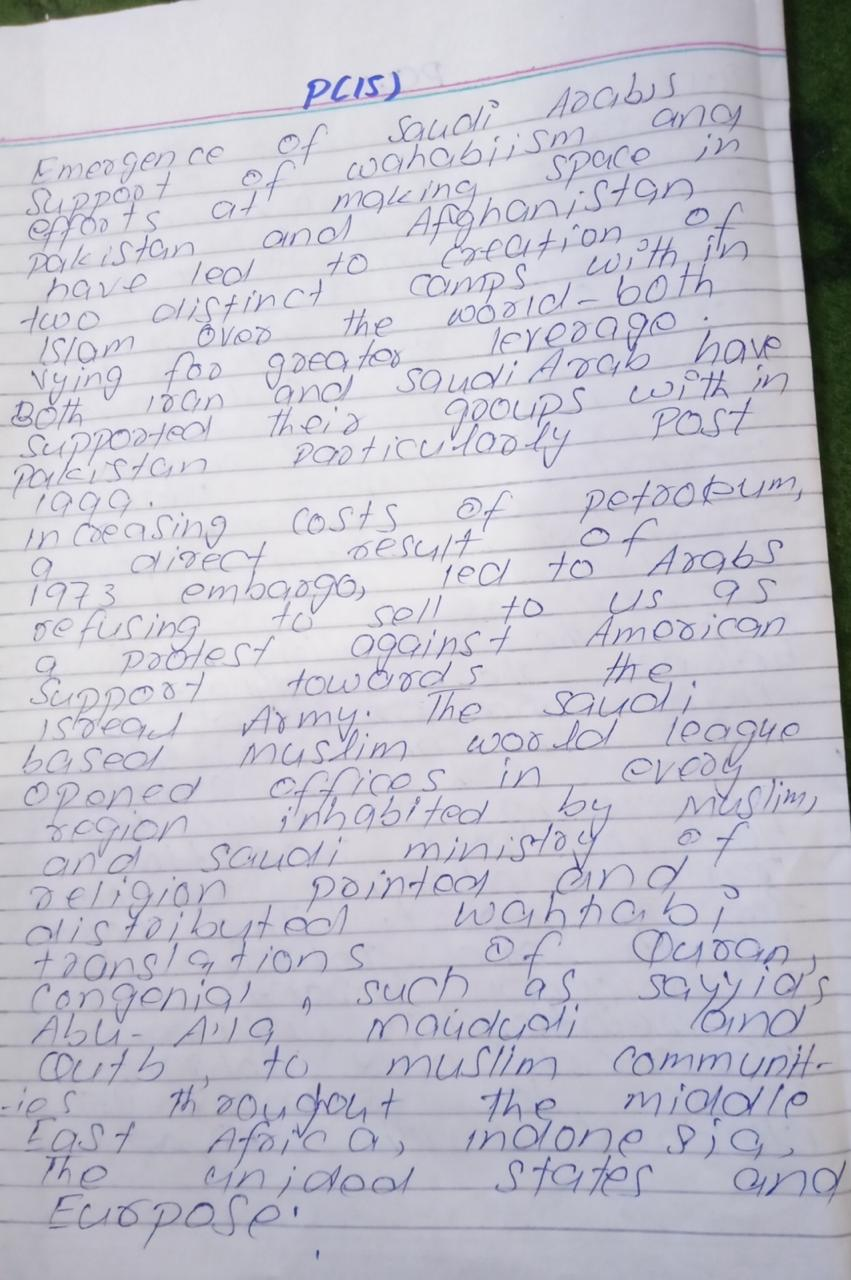 P(15)
Emergence of Saudi Arabis
support of wahabiism and
efforts at making space in
pakistan and Afghanistan
have led to creation of
two distinct camps with in
Islam over the world-both
vying for greater leverage.
Both iran and saudi Arab have
supported their groups with in
pakistan particularly post
1999.
increasing costs of petroleum,
a direct result of
1973 embargo, led to Arabs
refusing to sell to us as
a protest against American
support towards the
Isreal Army. The saudi
based muslim world league
opened offices in every
region inhabited by Muslim,
and saudi ministry of
religion printed and
distributed wahhabi
translations of Quran,
congenial, such as sayyids
Abu-Alla maududi and
Qutb, to muslim communit-
-ies throughout the middle
East Africa, indonesia,
The unided states and
Eurpose.